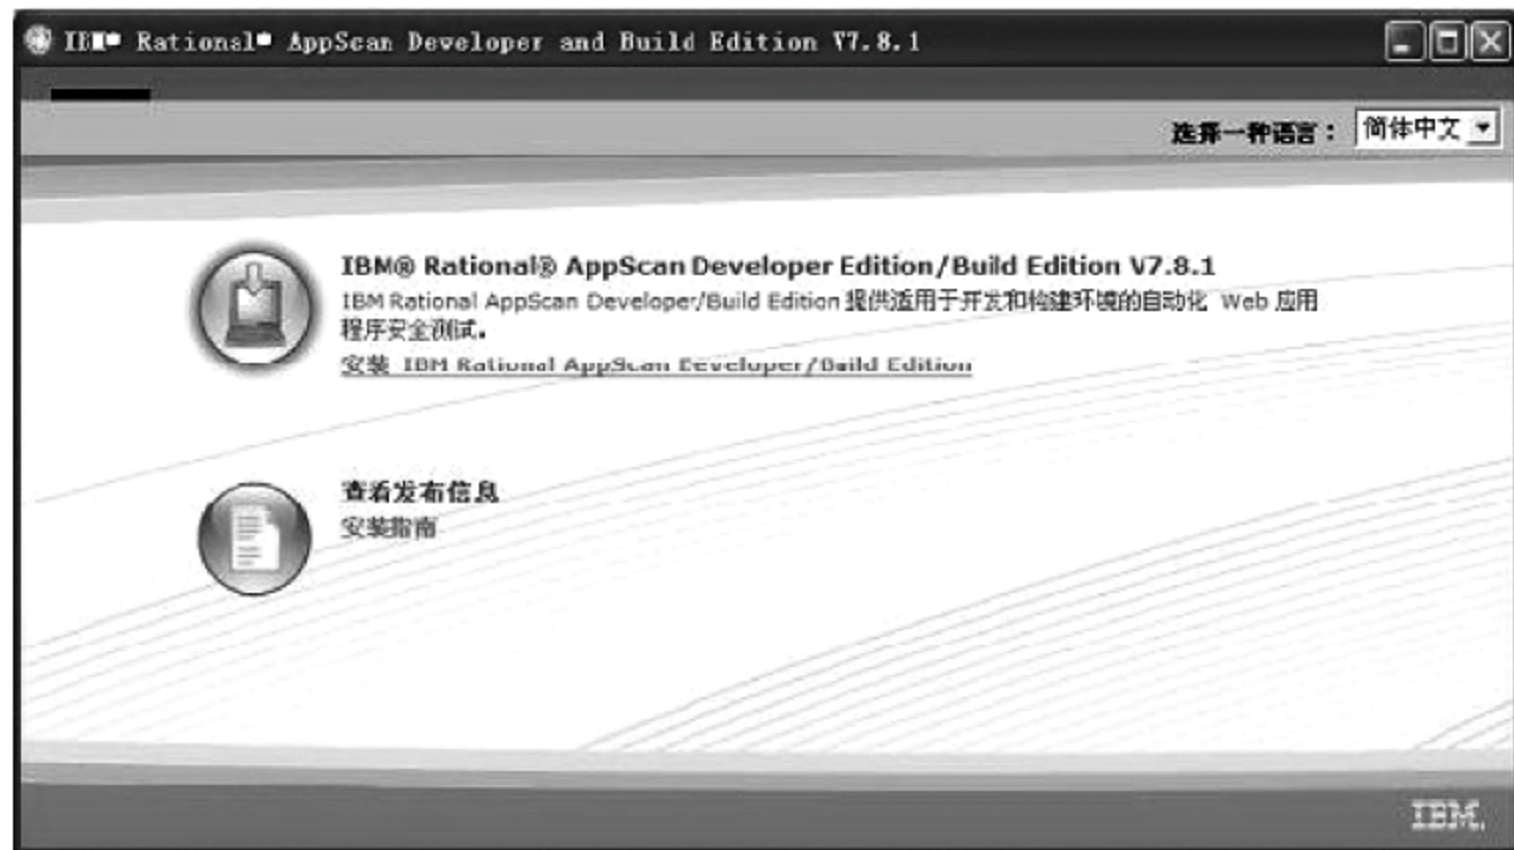 IBM® Rational® AppScan Developer and Build Edition V7.8.1
选择一种语言： 简体中文
IBM® Rational® AppScan Developer Edition/Build Edition V7.8.1
IBM Rational AppScan Developer/Build Edition 提供适用于开发和构建环境的自动化 Web 应用
程序安全测试。
安装 IBM Rational AppScan Developer/Build Edition
查看发布信息
安装指南
IBM.